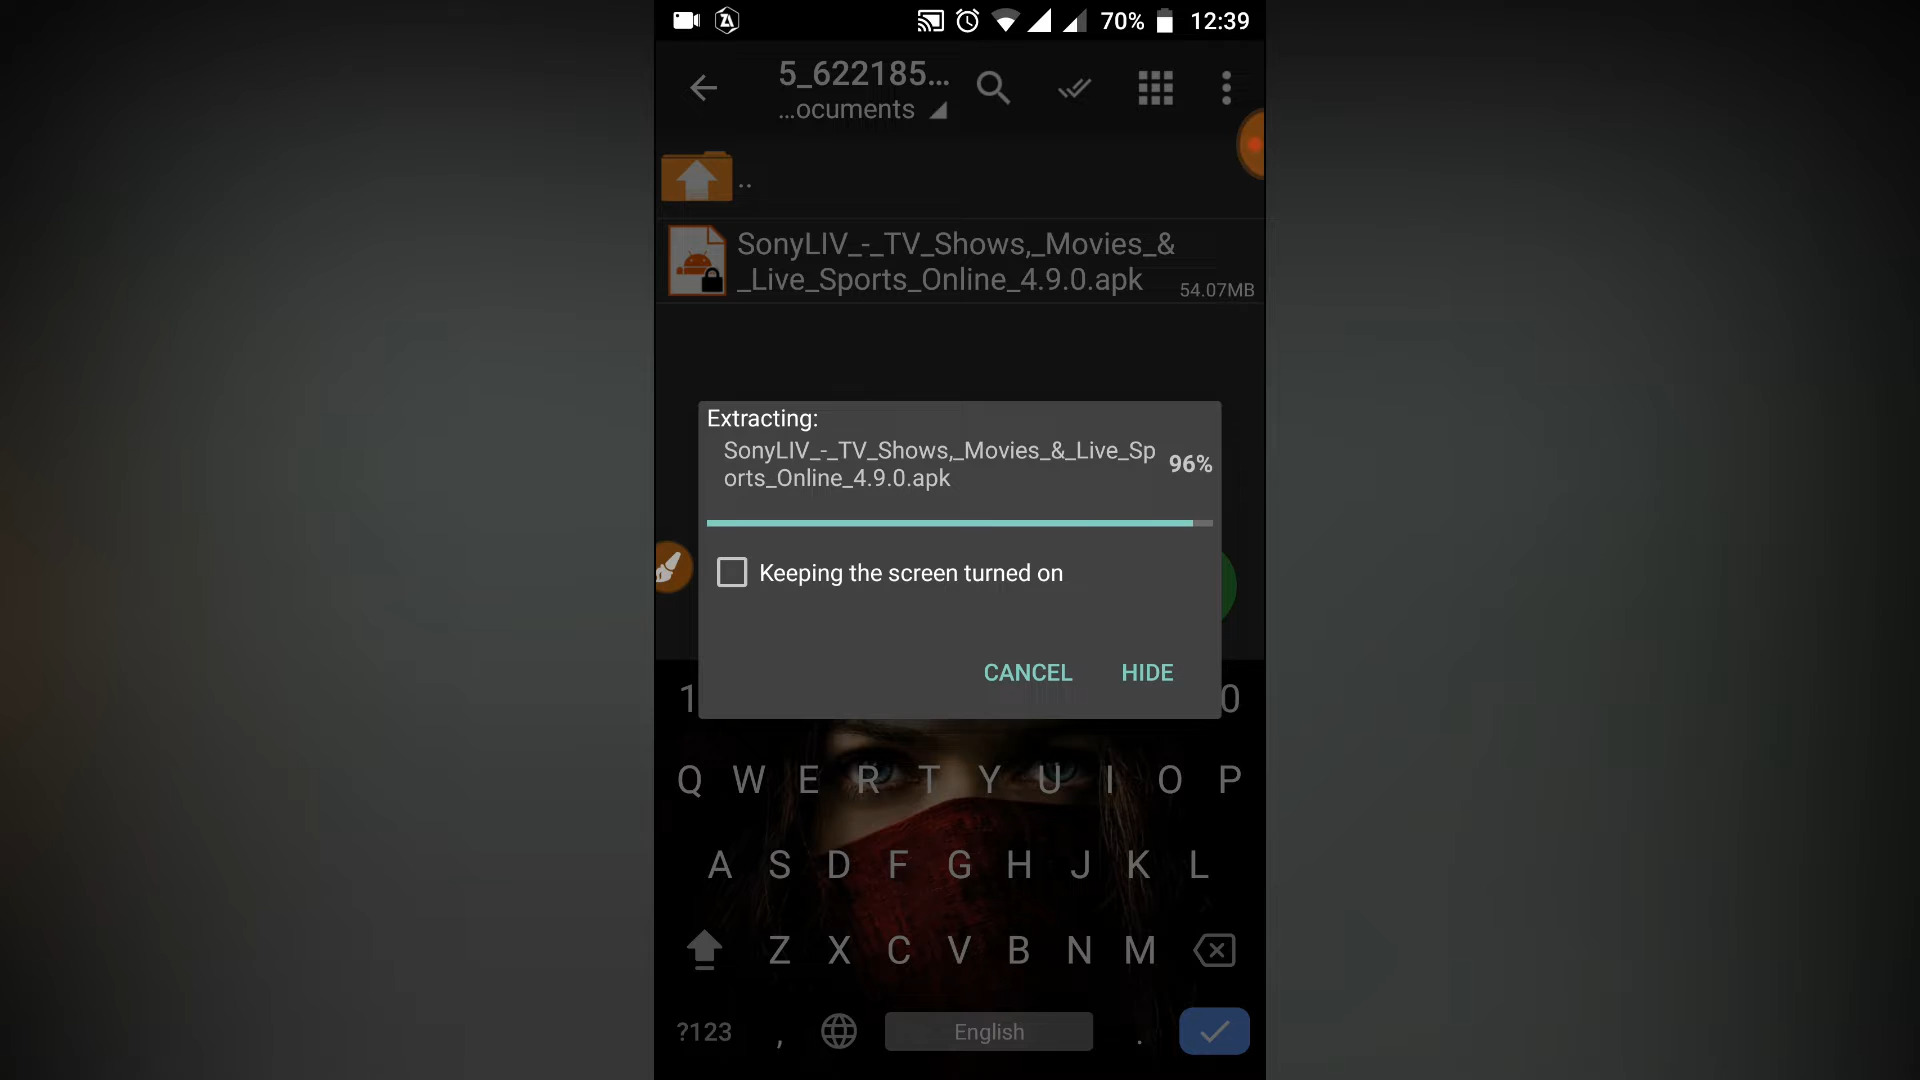 70% 12:39
5_622185...
...ocuments
..
SonyLIV_-_TV_Shows,_Movies_&
_Live_Sports_Online_4.9.0.apk
54.07MB
Extracting:
SonyLIV_-_TV_Shows,_Movies_&_Live_Sp
orts_Online_4.9.0.apk
96%
Keeping the screen turned on
CANCEL HIDE
1 0
Q W E R T Y U I O P
A S D F G H J K L
Z X C V B N M
?123 , English .